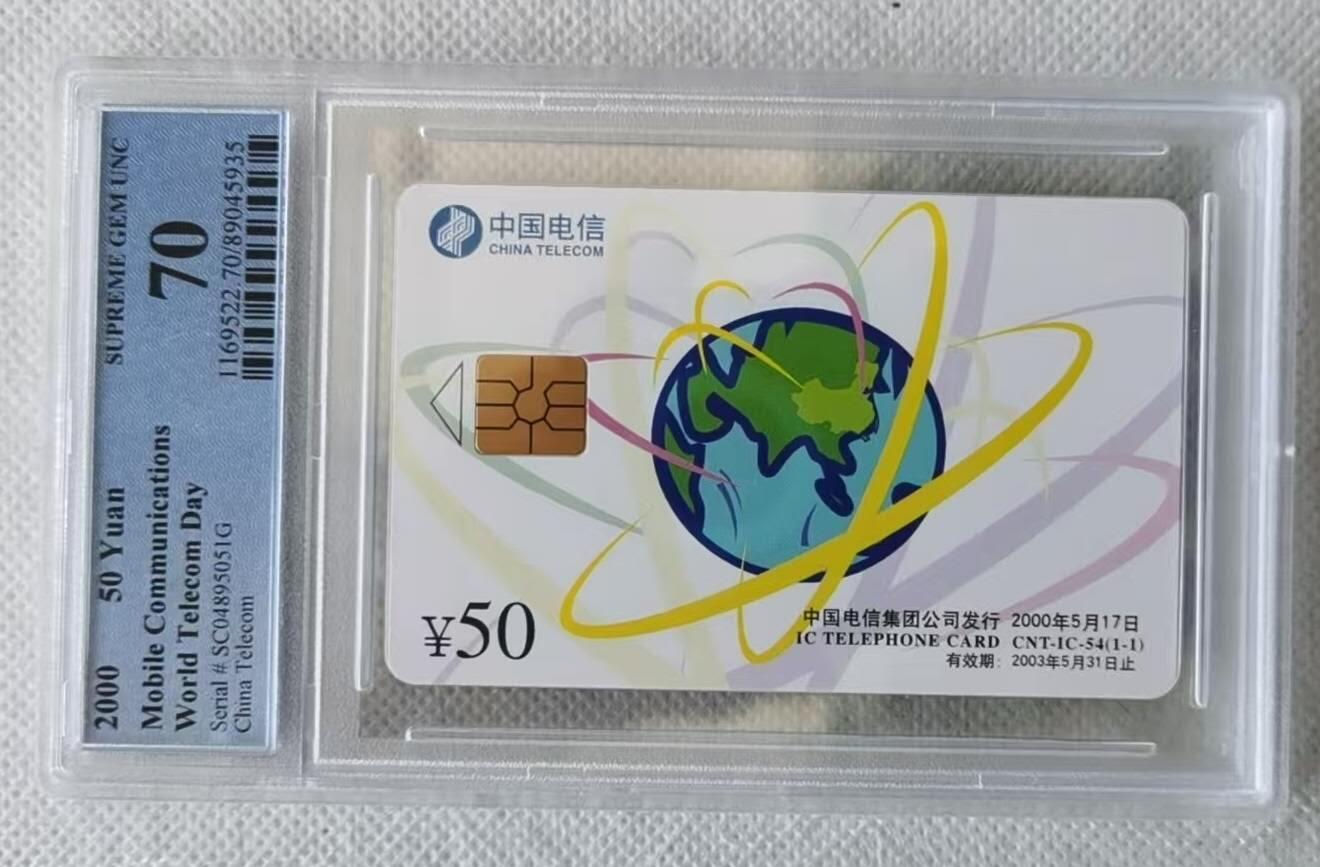 2000 50 Yuan SUPREME GEM UNC
Mobile Communications 70
World Telecom Day
Serial # SC04895051G 1169522.70/89045935
China Telecom
中国电信
CHINA TELECOM
¥50
中国电信集团公司发行 2000年5月17日
IC TELEPHONE CARD CNT-IC-54(1-1)
有效期: 2003年5月31日止